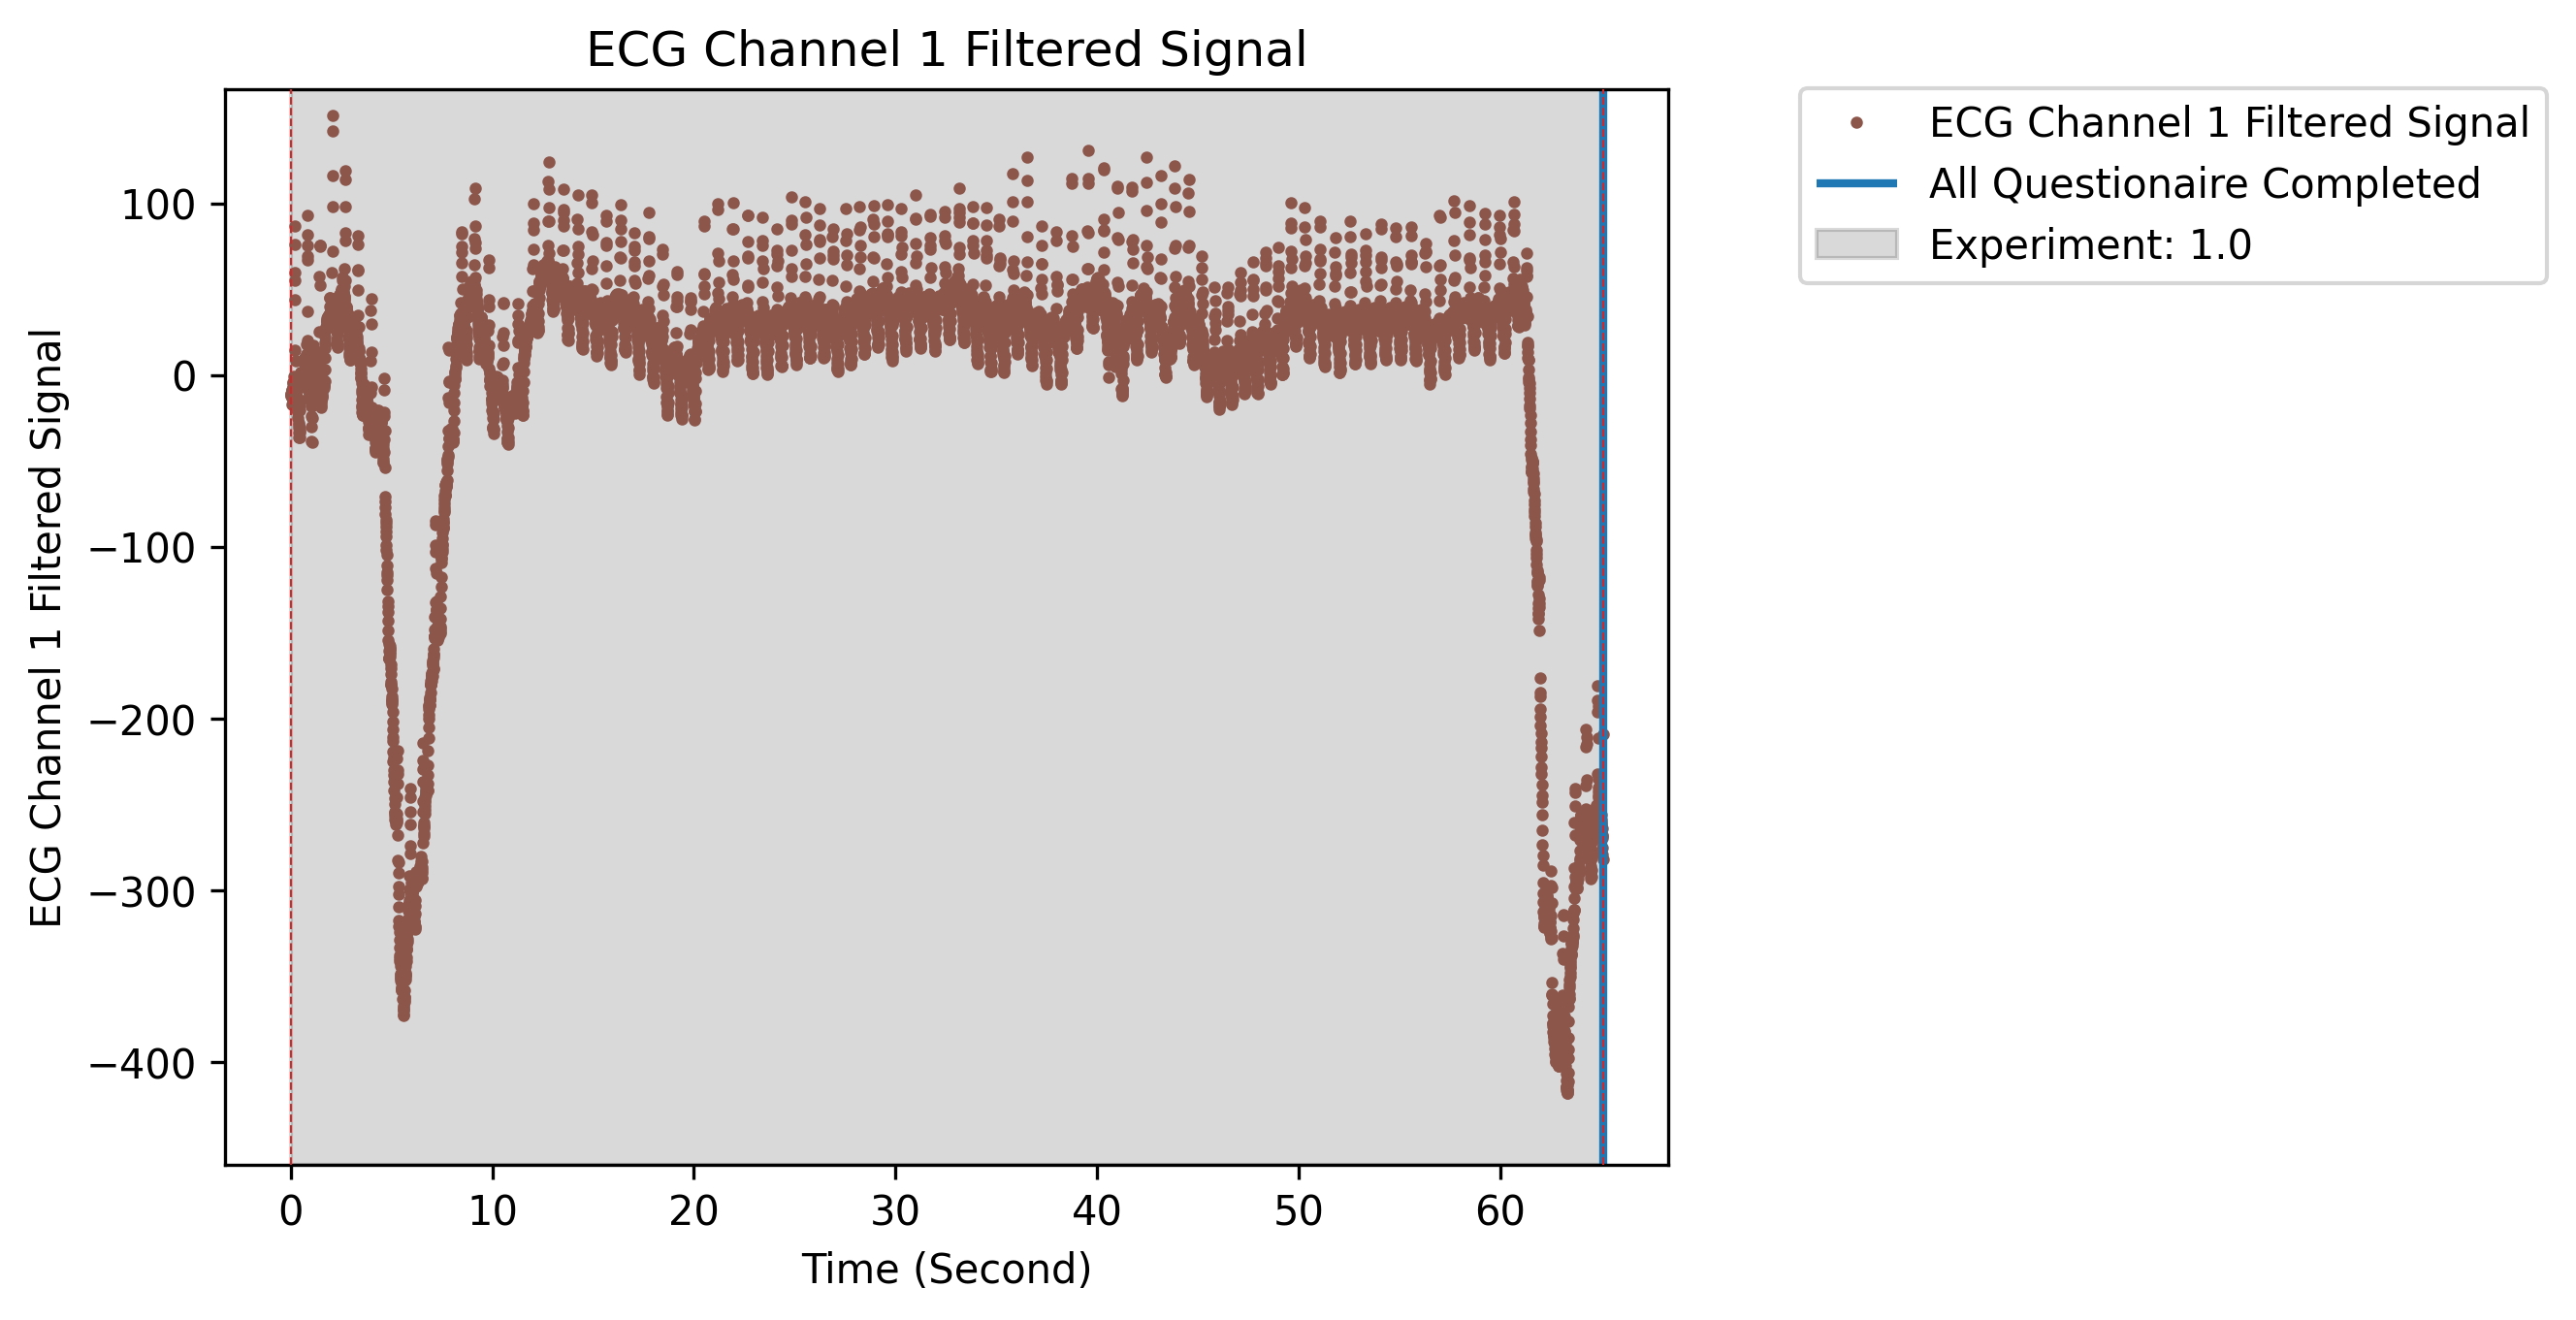 ECG Channel 1 Filtered Signal
ECG Channel 1 Filtered Signal
100
0
−100
−200
−300
−400
0 10 20 30 40 50 60
Time (Second)
ECG Channel 1 Filtered Signal
All Questionaire Completed
Experiment: 1.0